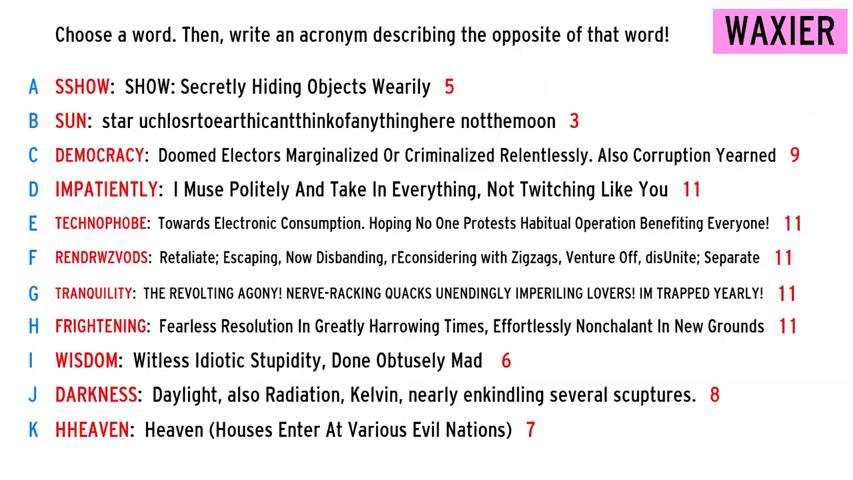 Choose a word. Then, write an acronym describing the opposite of that word!
WAXIER
A SSHOW: SHOW: Secretly Hiding Objects Wearily 5
B SUN: star uchlosrtoearthicantthinkofanythinghere notthemoon 3
C DEMOCRACY: Doomed Electors Marginalized Or Criminalized Relentlessly. Also Corruption Yearned 9
D IMPATIENTLY: I Muse Politely And Take In Everything, Not Twitching Like You 11
E TECHNOPHOBE: Towards Electronic Consumption. Hoping No One Protests Habitual Operation Benefiting Everyone! 11
F RENDRWZVODS: Retaliate; Escaping, Now Disbanding, rEconsidering with Zigzags, Venture Off, disUnite; Separate 11
G TRANQUILITY: THE REVOLTING AGONY! NERVE-RACKING QUACKS UNENDINGLY IMPERILING LOVERS! IM TRAPPED YEARLY! 11
H FRIGHTENING: Fearless Resolution In Greatly Harrowing Times, Effortlessly Nonchalant In New Grounds 11
I WISDOM: Witless Idiotic Stupidity, Done Obtusely Mad 6
J DARKNESS: Daylight, also Radiation, Kelvin, nearly enkindling several scuptures. 8
K HHEAVEN: Heaven (Houses Enter At Various Evil Nations) 7